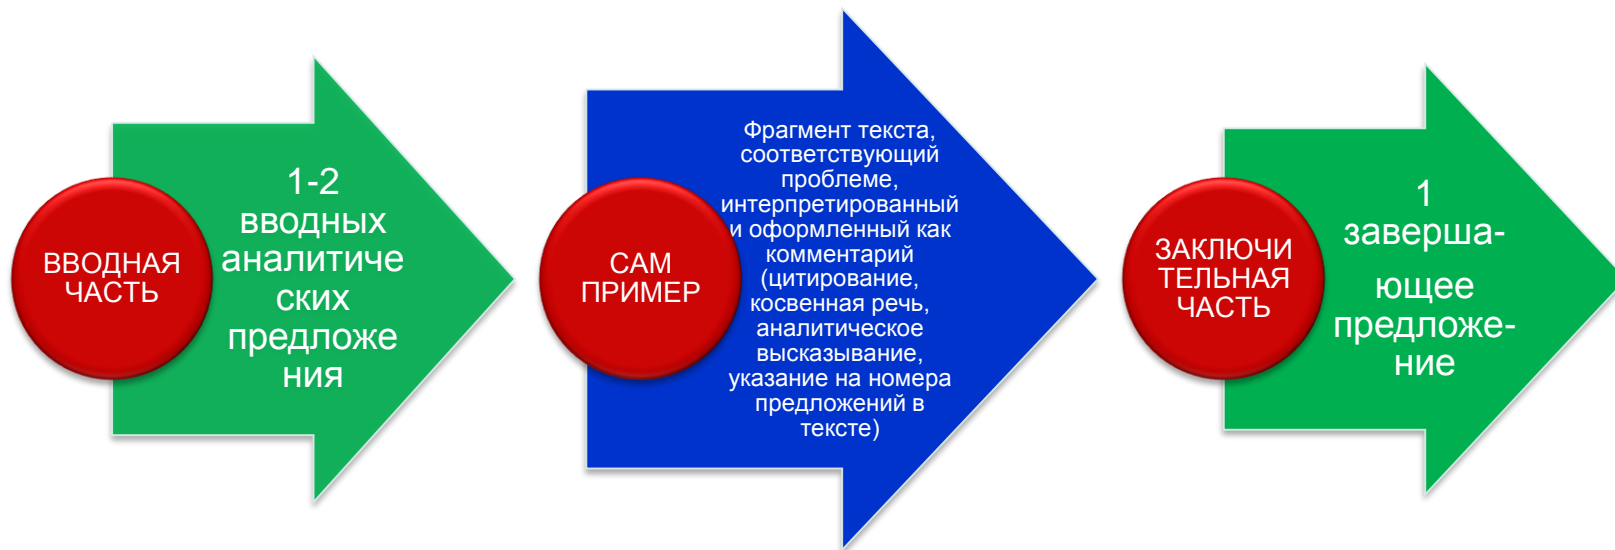 ВВОДНАЯ
ЧАСТЬ
1-2
вводных
аналитиче
ских
предложе
ния
САМ
ПРИМЕР
Фрагмент текста,
соответствующий
проблеме,
интерпретированный
и оформленный как
комментарий
(цитирование,
косвенная речь,
аналитическое
высказывание,
указание на номера
предложений в
тексте)
ЗАКЛЮЧИ
ТЕЛЬНАЯ
ЧАСТЬ
1
заверша-
ющее
предложе-
ние